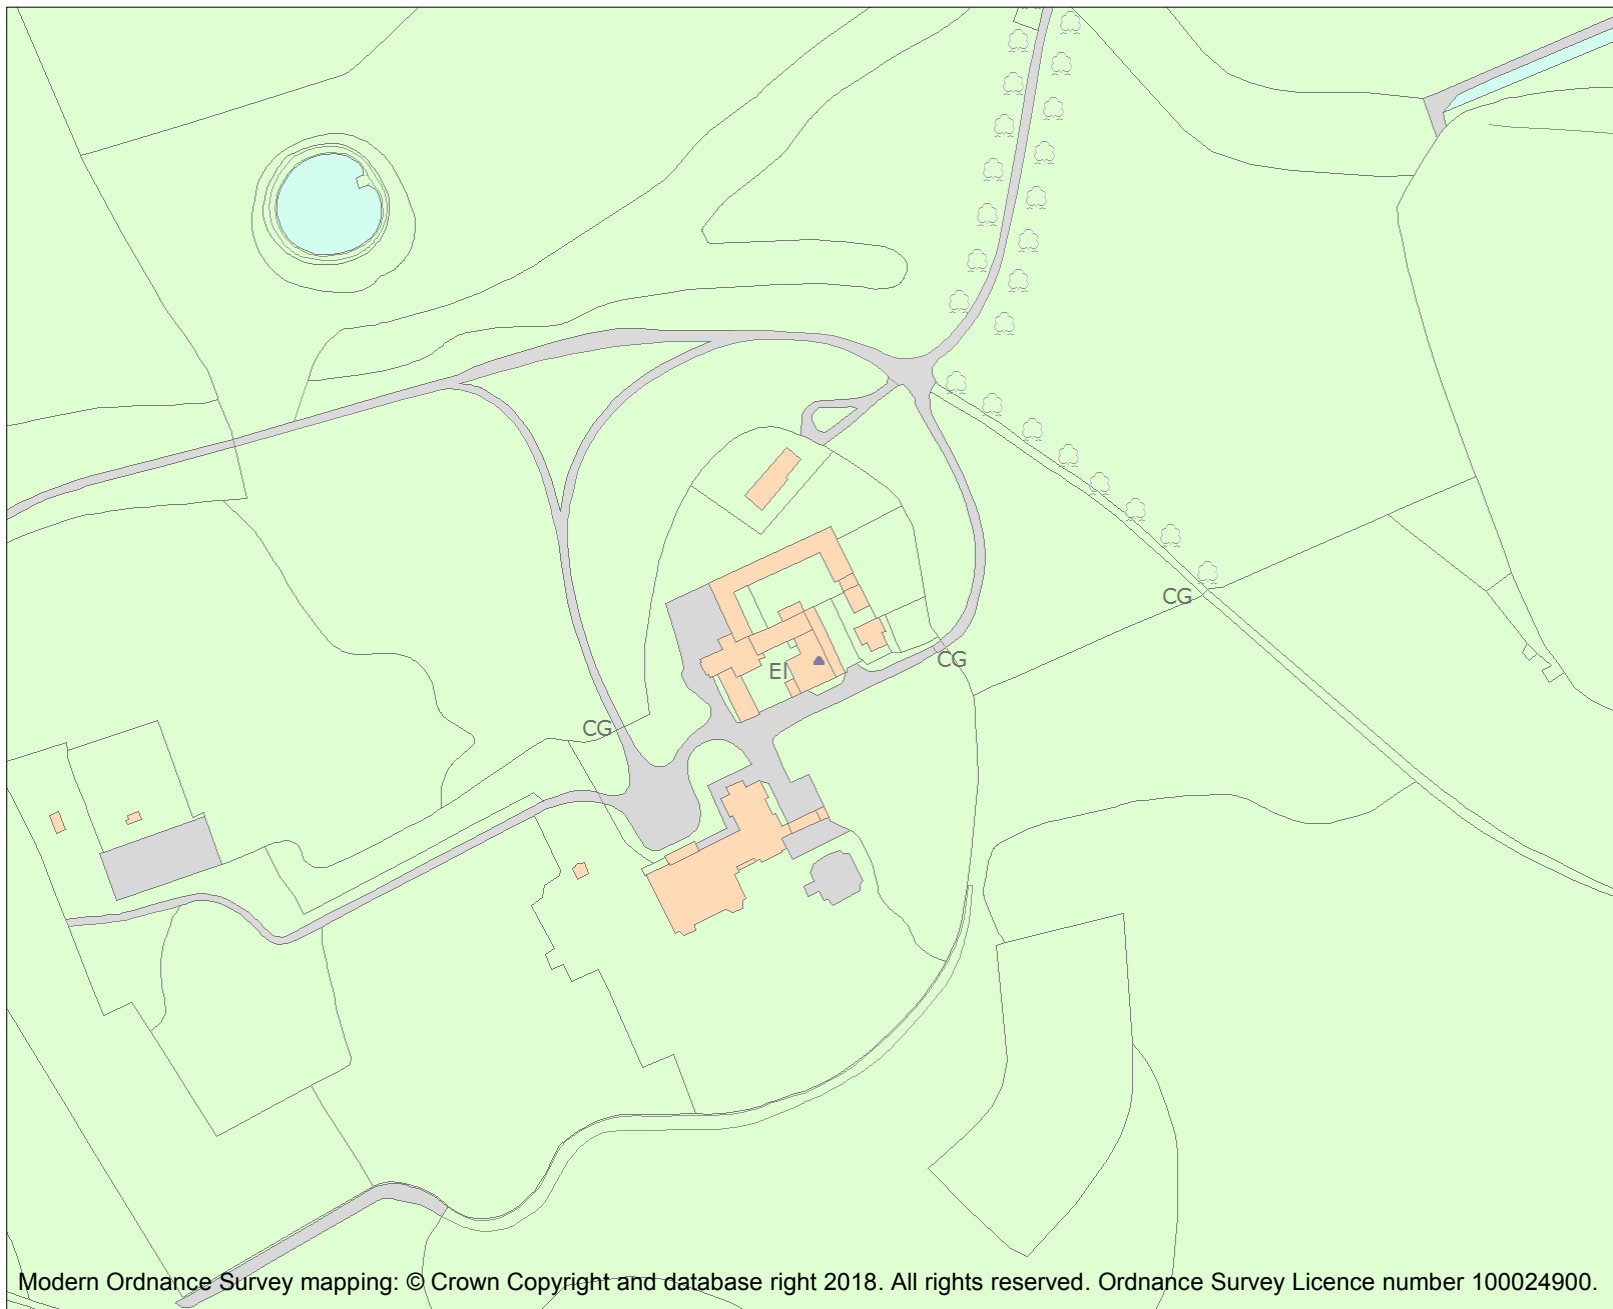 CG
CG
El
CG
Modern Ordnance Survey mapping: © Crown Copyright and database right 2018. All rights reserved. Ordnance Survey Licence number 100024900.